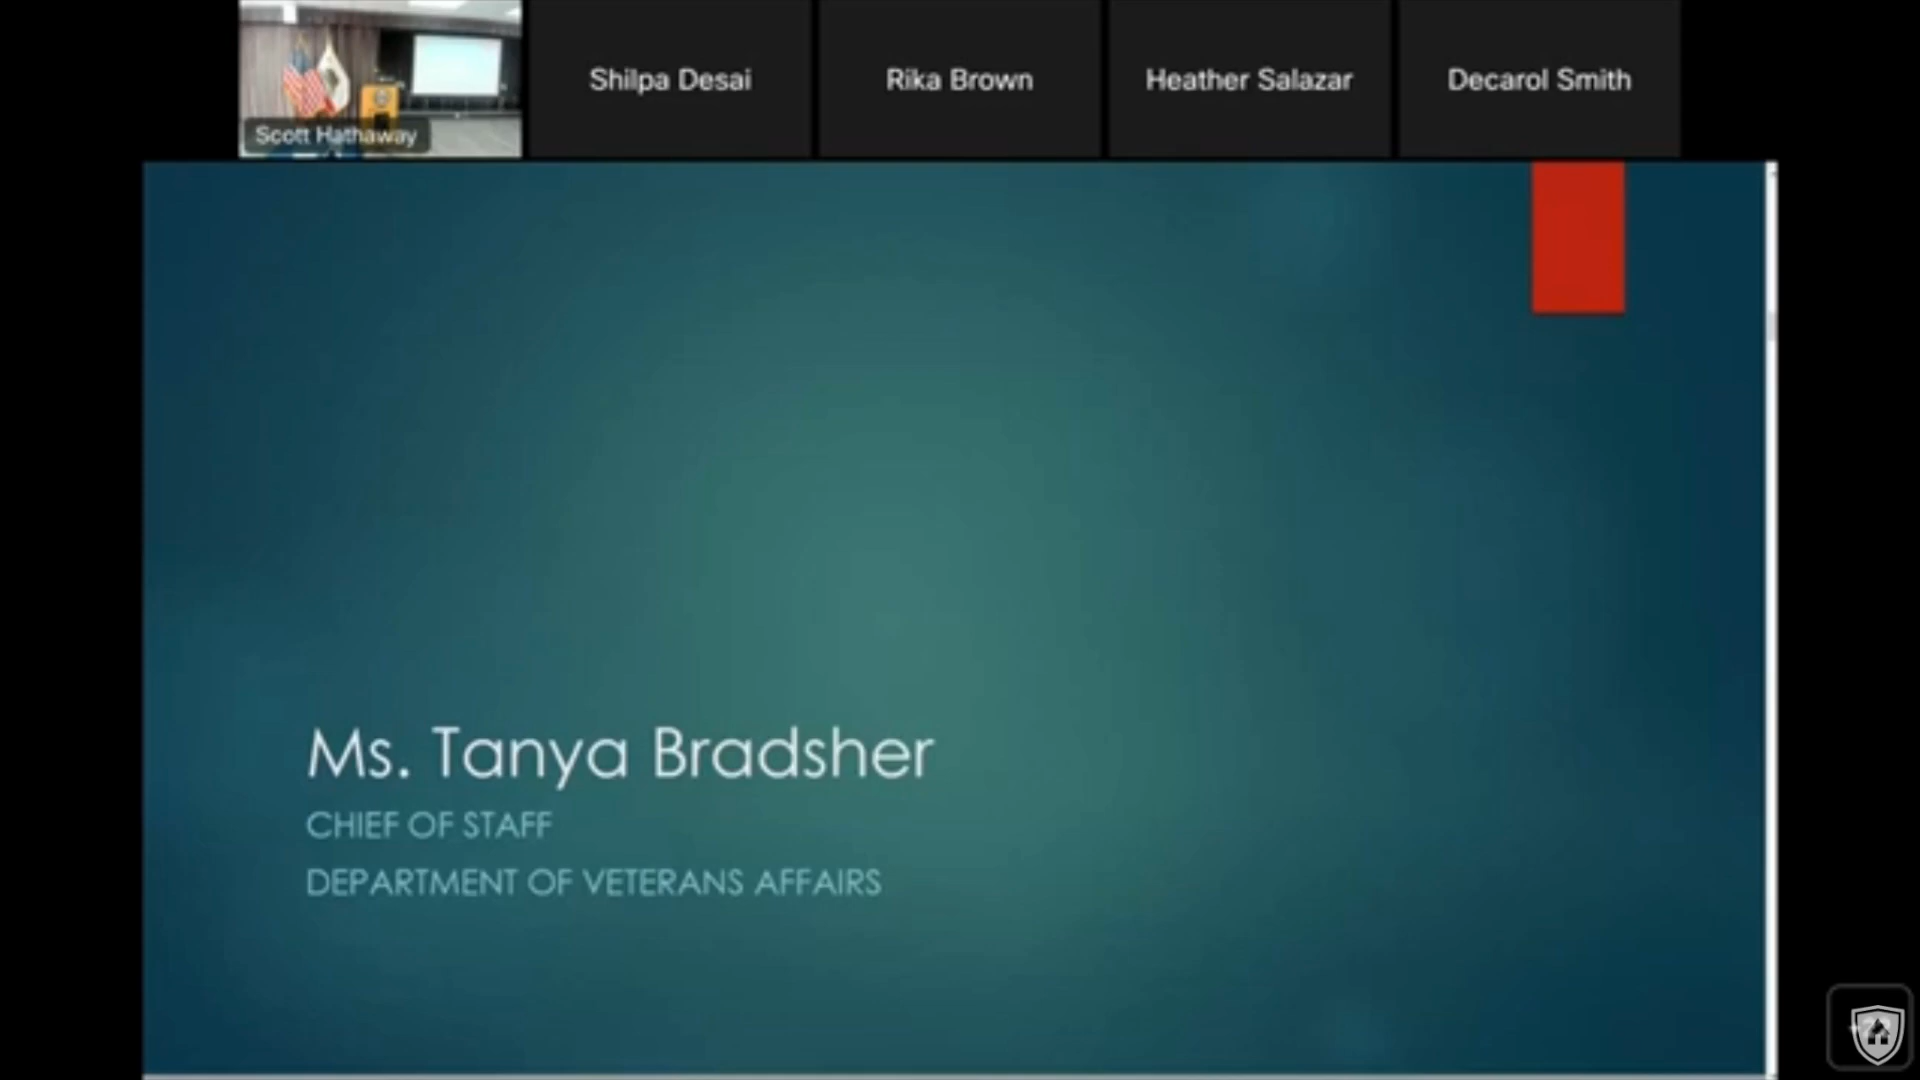 Scott Hathaway
Shilpa Desai
Rika Brown
Heather Salazar
Decarol Smith
Ms. Tanya Bradsher
CHIEF OF STAFF
DEPARTMENT OF VETERANS AFFAIRS